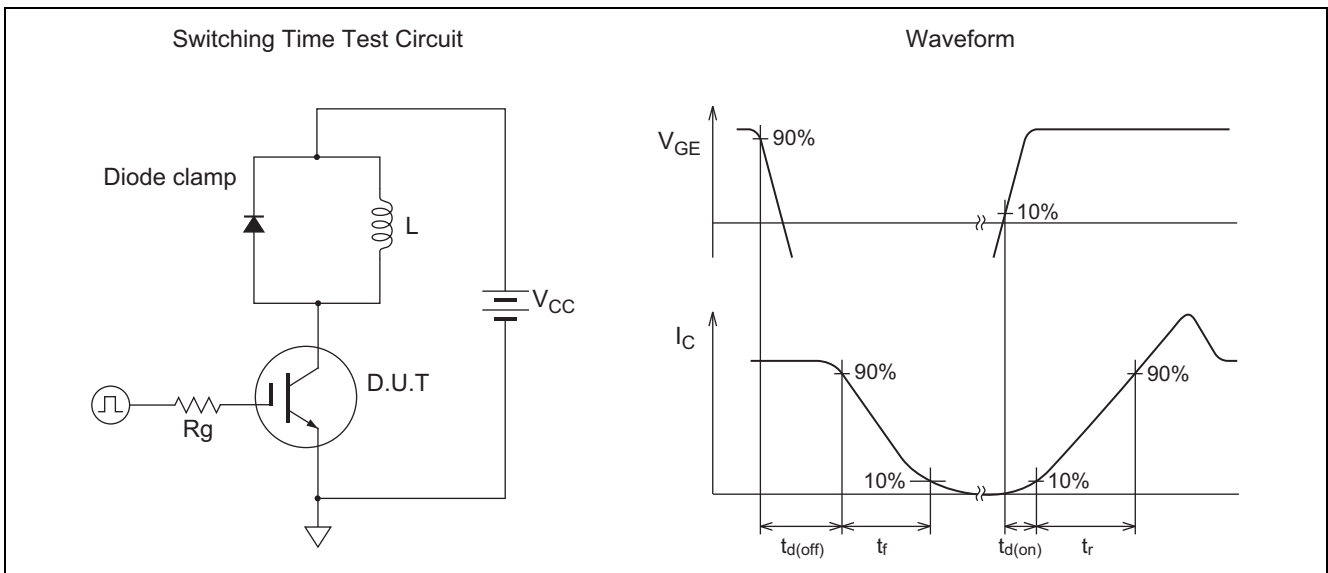 Switching Time Test Circuit
Waveform
Diode clamp
L
V_CC
D.U.T
Rg
V_GE
90%
10%
I_C
90%
90%
10%
10%
t_d(off)
t_f
t_d(on)
t_r